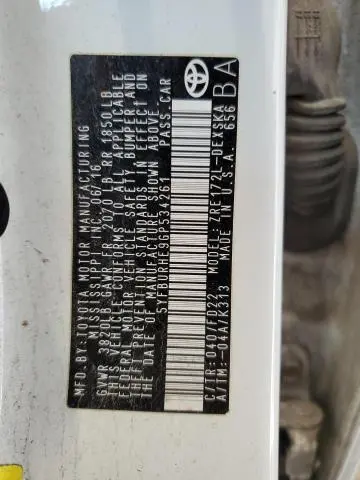 MFD. BY: TOYOTA MOTOR MANUFACTURING
MISSISSIPPI INC. 06/16
GVWR 3820LB GAWR FR 2070 LB RR 1850LB
THIS VEHICLE CONFORMS TO ALL APPLICABLE
FEDERAL MOTOR VEHICLE SAFETY, BUMPER AND
THEFT PREVENTION STANDARDS IN EFFECT ON
THE DATE OF MANUFACTURE SHOWN ABOVE.
5YFBURHE9GP534261 PASS.CAR
C/TR: 040/FD22 ZRE172L-DEXSKA
A/TM: -04A/K313 MADE IN U.S.A. 656
BA